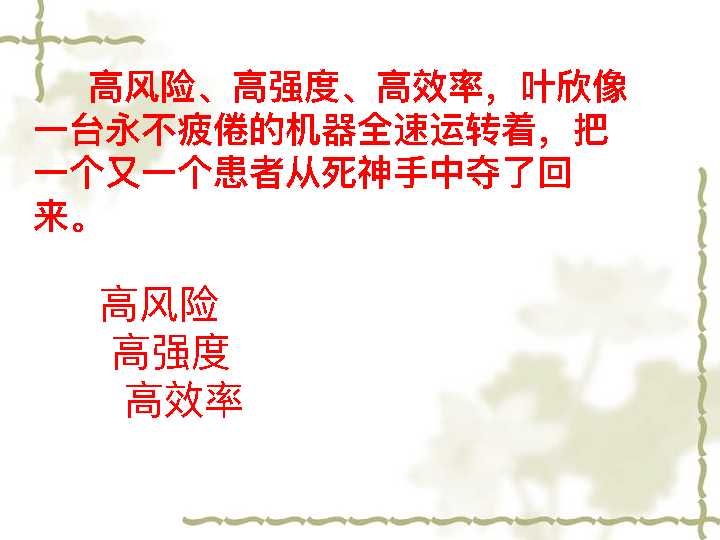 高风险、高强度、高效率，叶欣像
一台永不疲倦的机器全速运转着，把
一个又一个患者从死神手中夺了回
来。
高风险
高强度
高效率